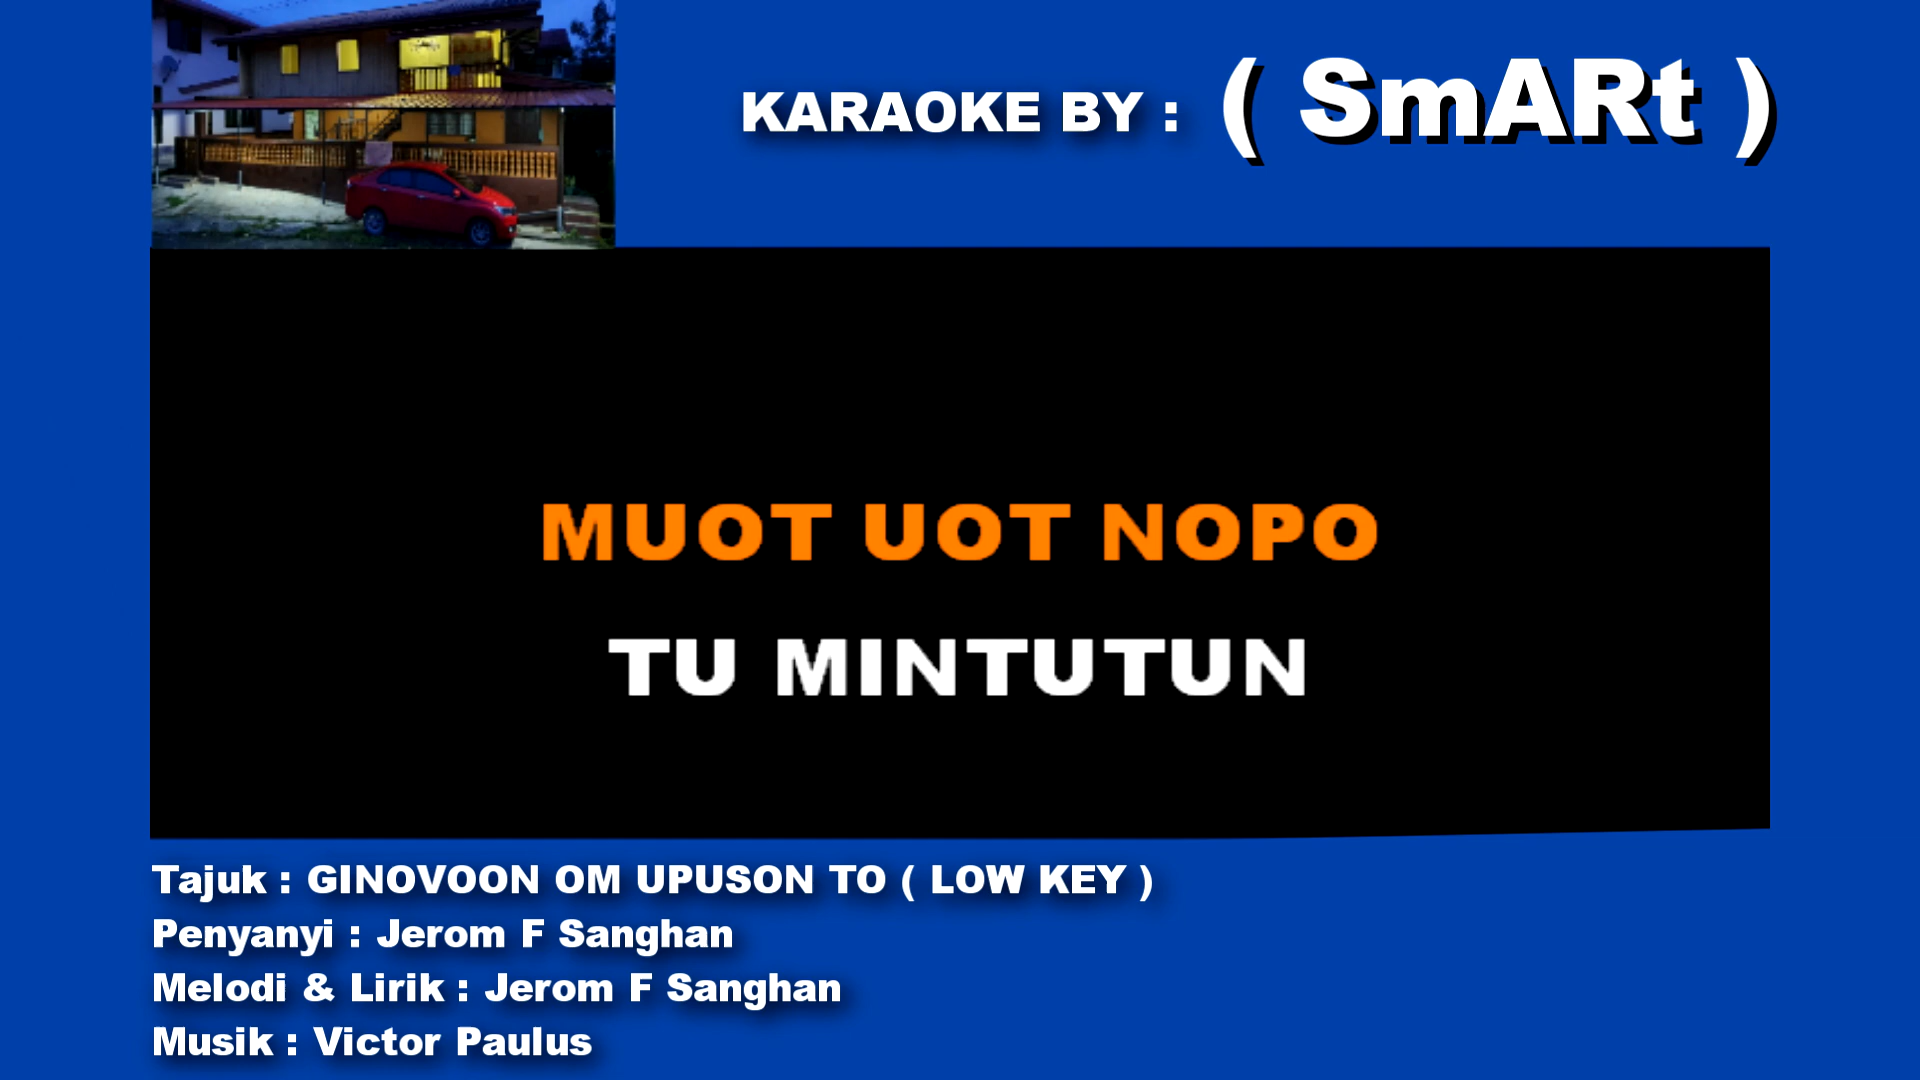 KARAOKE BY : ( SmARt )
MUOT UOT NOPO
TU MINTUTUN
Tajuk : GINOVOON OM UPUSON TO ( LOW KEY )
Penyanyi : Jerom F Sanghan
Melodi & Lirik : Jerom F Sanghan
Musik : Victor Paulus